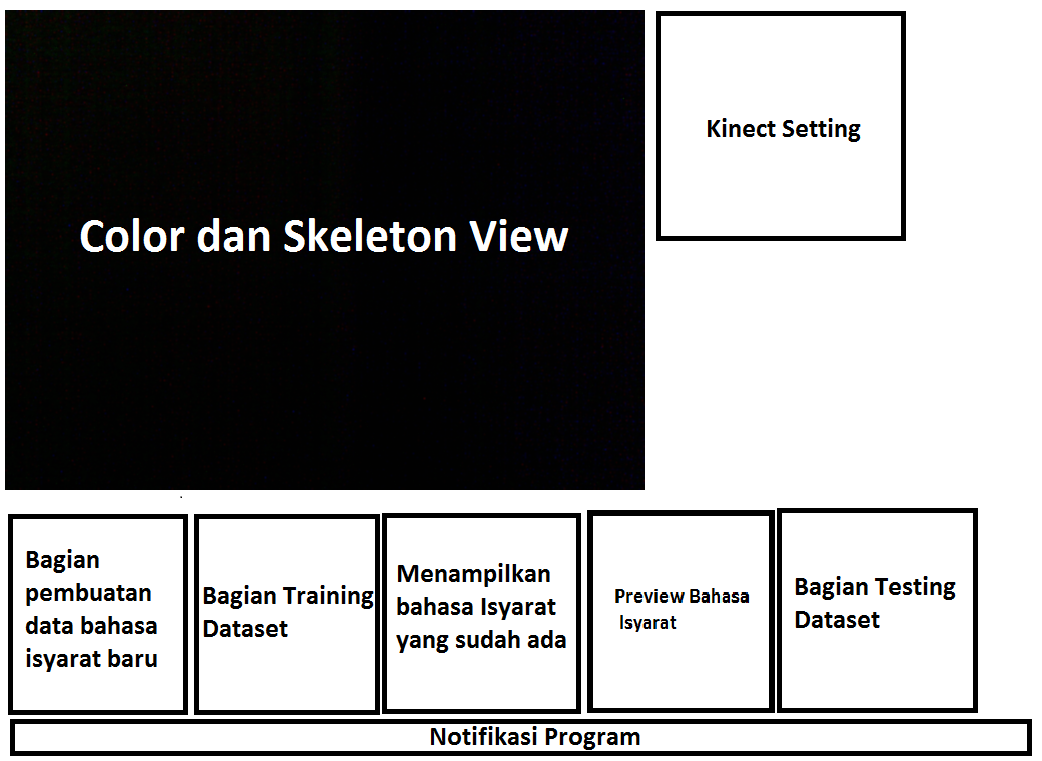 Color dan Skeleton View
Kinect Setting
Bagian
pembuatan
data bahasa
isyarat baru
Bagian Training
Dataset
Menampilkan
bahasa Isyarat
yang sudah ada
Preview Bahasa
Isyarat
Bagian Testing
Dataset
Notifikasi Program